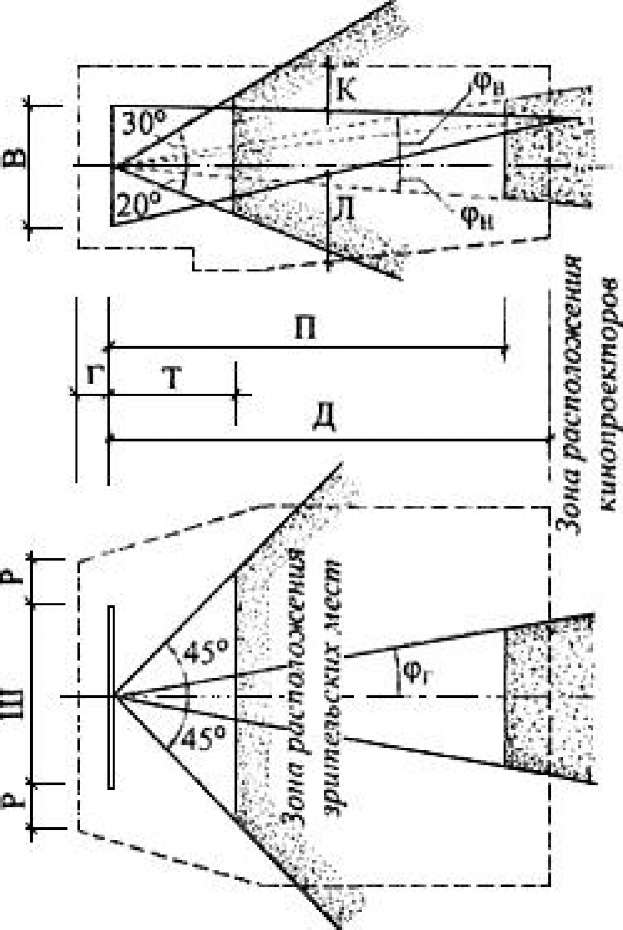 В
30°
20°
К
Л
φв
φн
П
Г
Т
Д
Зона расположения
кинопроекторов
Р
Ш
Р
45°
45°
Зона расположения
зрительских мест
φг